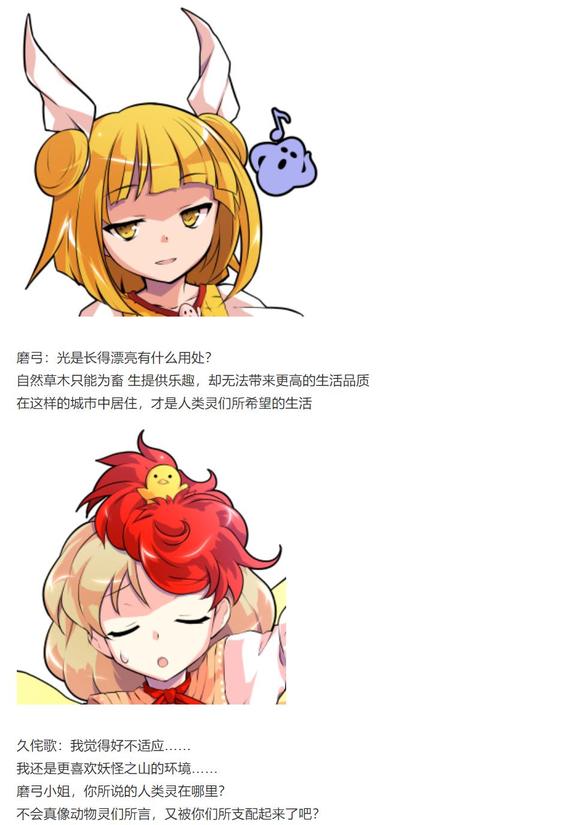 磨弓：光是长得漂亮有什么用处？
自然草木只能为畜 生提供乐趣，却无法带来更高的生活品质
在这样的城市中居住，才是人类灵们所希望的生活
久侘歌：我觉得好不适应……
我还是更喜欢妖怪之山的环境……
磨弓小姐，你所说的人类灵在哪里？
不会真像动物灵们所言，又被你们所支配起来了吧？